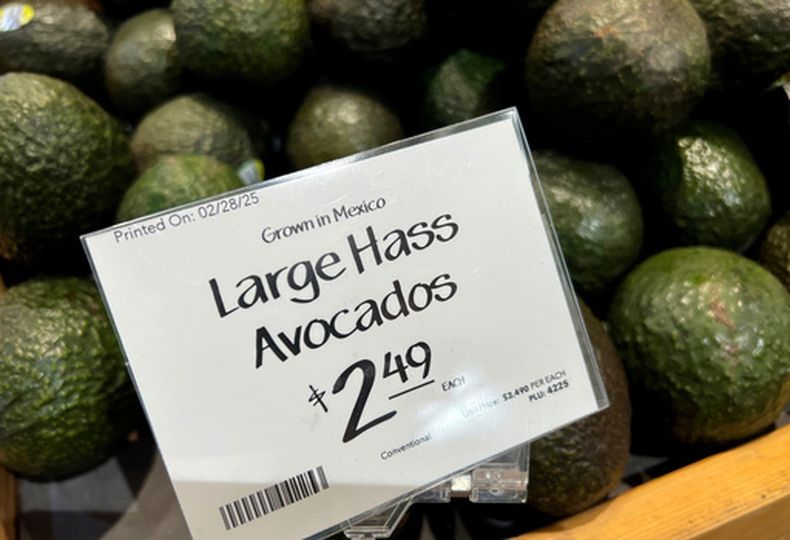 Printed On: 02/28/25
Grown in Mexico
Large Hass
Avocados
$2.49 EACH
Unit Price: $2.490 PER EACH
PLU: 4225
Conventional